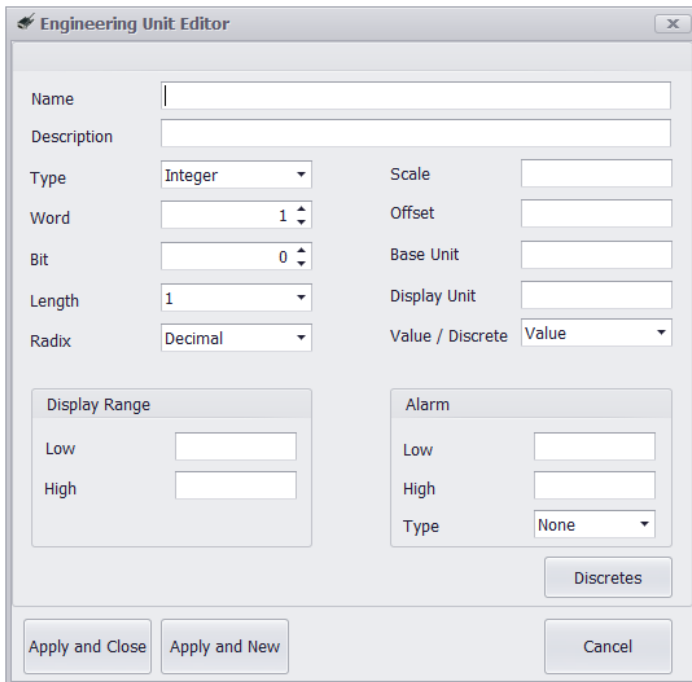 Engineering Unit Editor
Name
Description
Type Integer Scale
Word 1 Offset
Bit 0 Base Unit
Length 1 Display Unit
Radix Decimal Value / Discrete Value
Display Range Alarm
Low Low
High High
Type None
Discretes
Apply and Close Apply and New Cancel